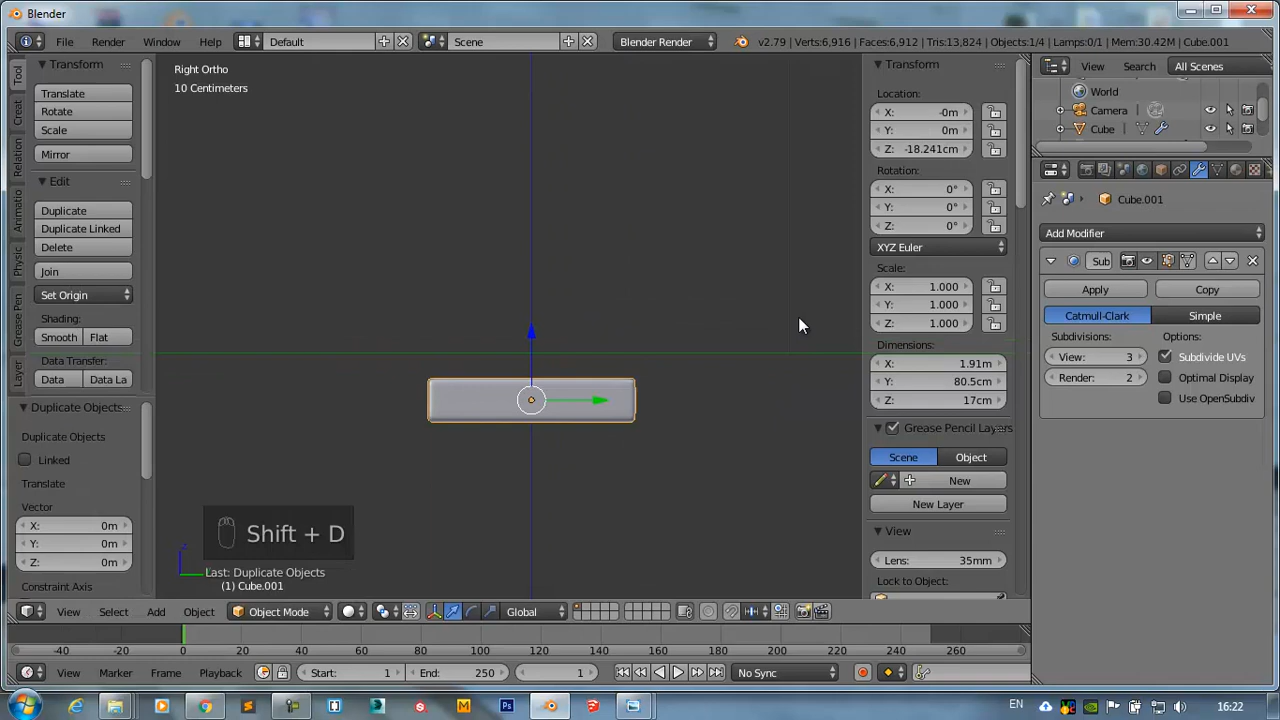 Blender
File Render Window Help Default Scene Blender Render v2.79 | Verts:6,916 | Faces:6,912 | Tris:13,824 | Objects:1/4 | Lamps:0/1 | Mem:30.42M | Cube.001
Transform
Translate
Rotate
Scale
Mirror
Edit
Duplicate
Duplicate Linked
Delete
Join
Set Origin
Shading:
Smooth Flat
Data Transfer:
Data Data La
Duplicate Objects
Duplicate Objects
Linked
Translate
Vector
X: 0m
Y: 0m
Z: 0m
Constraint Axis
Tool
Creat
Relation
Animatio
Physic
Grease Pen
Layer
Right Ortho
10 Centimeters
Shift + D
Last: Duplicate Objects
(1) Cube.001
Transform
Location:
X: -0m
Y: 0m
Z: -18.241cm
Rotation:
X: 0°
Y: 0°
Z: 0°
XYZ Euler
Scale:
X: 1.000
Y: 1.000
Z: 1.000
Dimensions:
X: 1.91m
Y: 80.5cm
Z: 17cm
Grease Pencil Layers
Scene Object
New
New Layer
View
Lens: 35mm
Lock to Object:
View Search All Scenes
World
Camera
Cube
Cube.001
Add Modifier
Sub
Apply Copy
Catmull-Clark Simple
Subdivisions: Options:
View: 3 Subdivide UVs
Render: 2 Optimal Display
Use OpenSubdiv
View Select Add Object Object Mode Global
-40 -20 0 20 40 60 80 100 120 140 160 180 200 220 240 260
View Marker Frame Playback Start: 1 End: 250 1 No Sync
EN 16:22